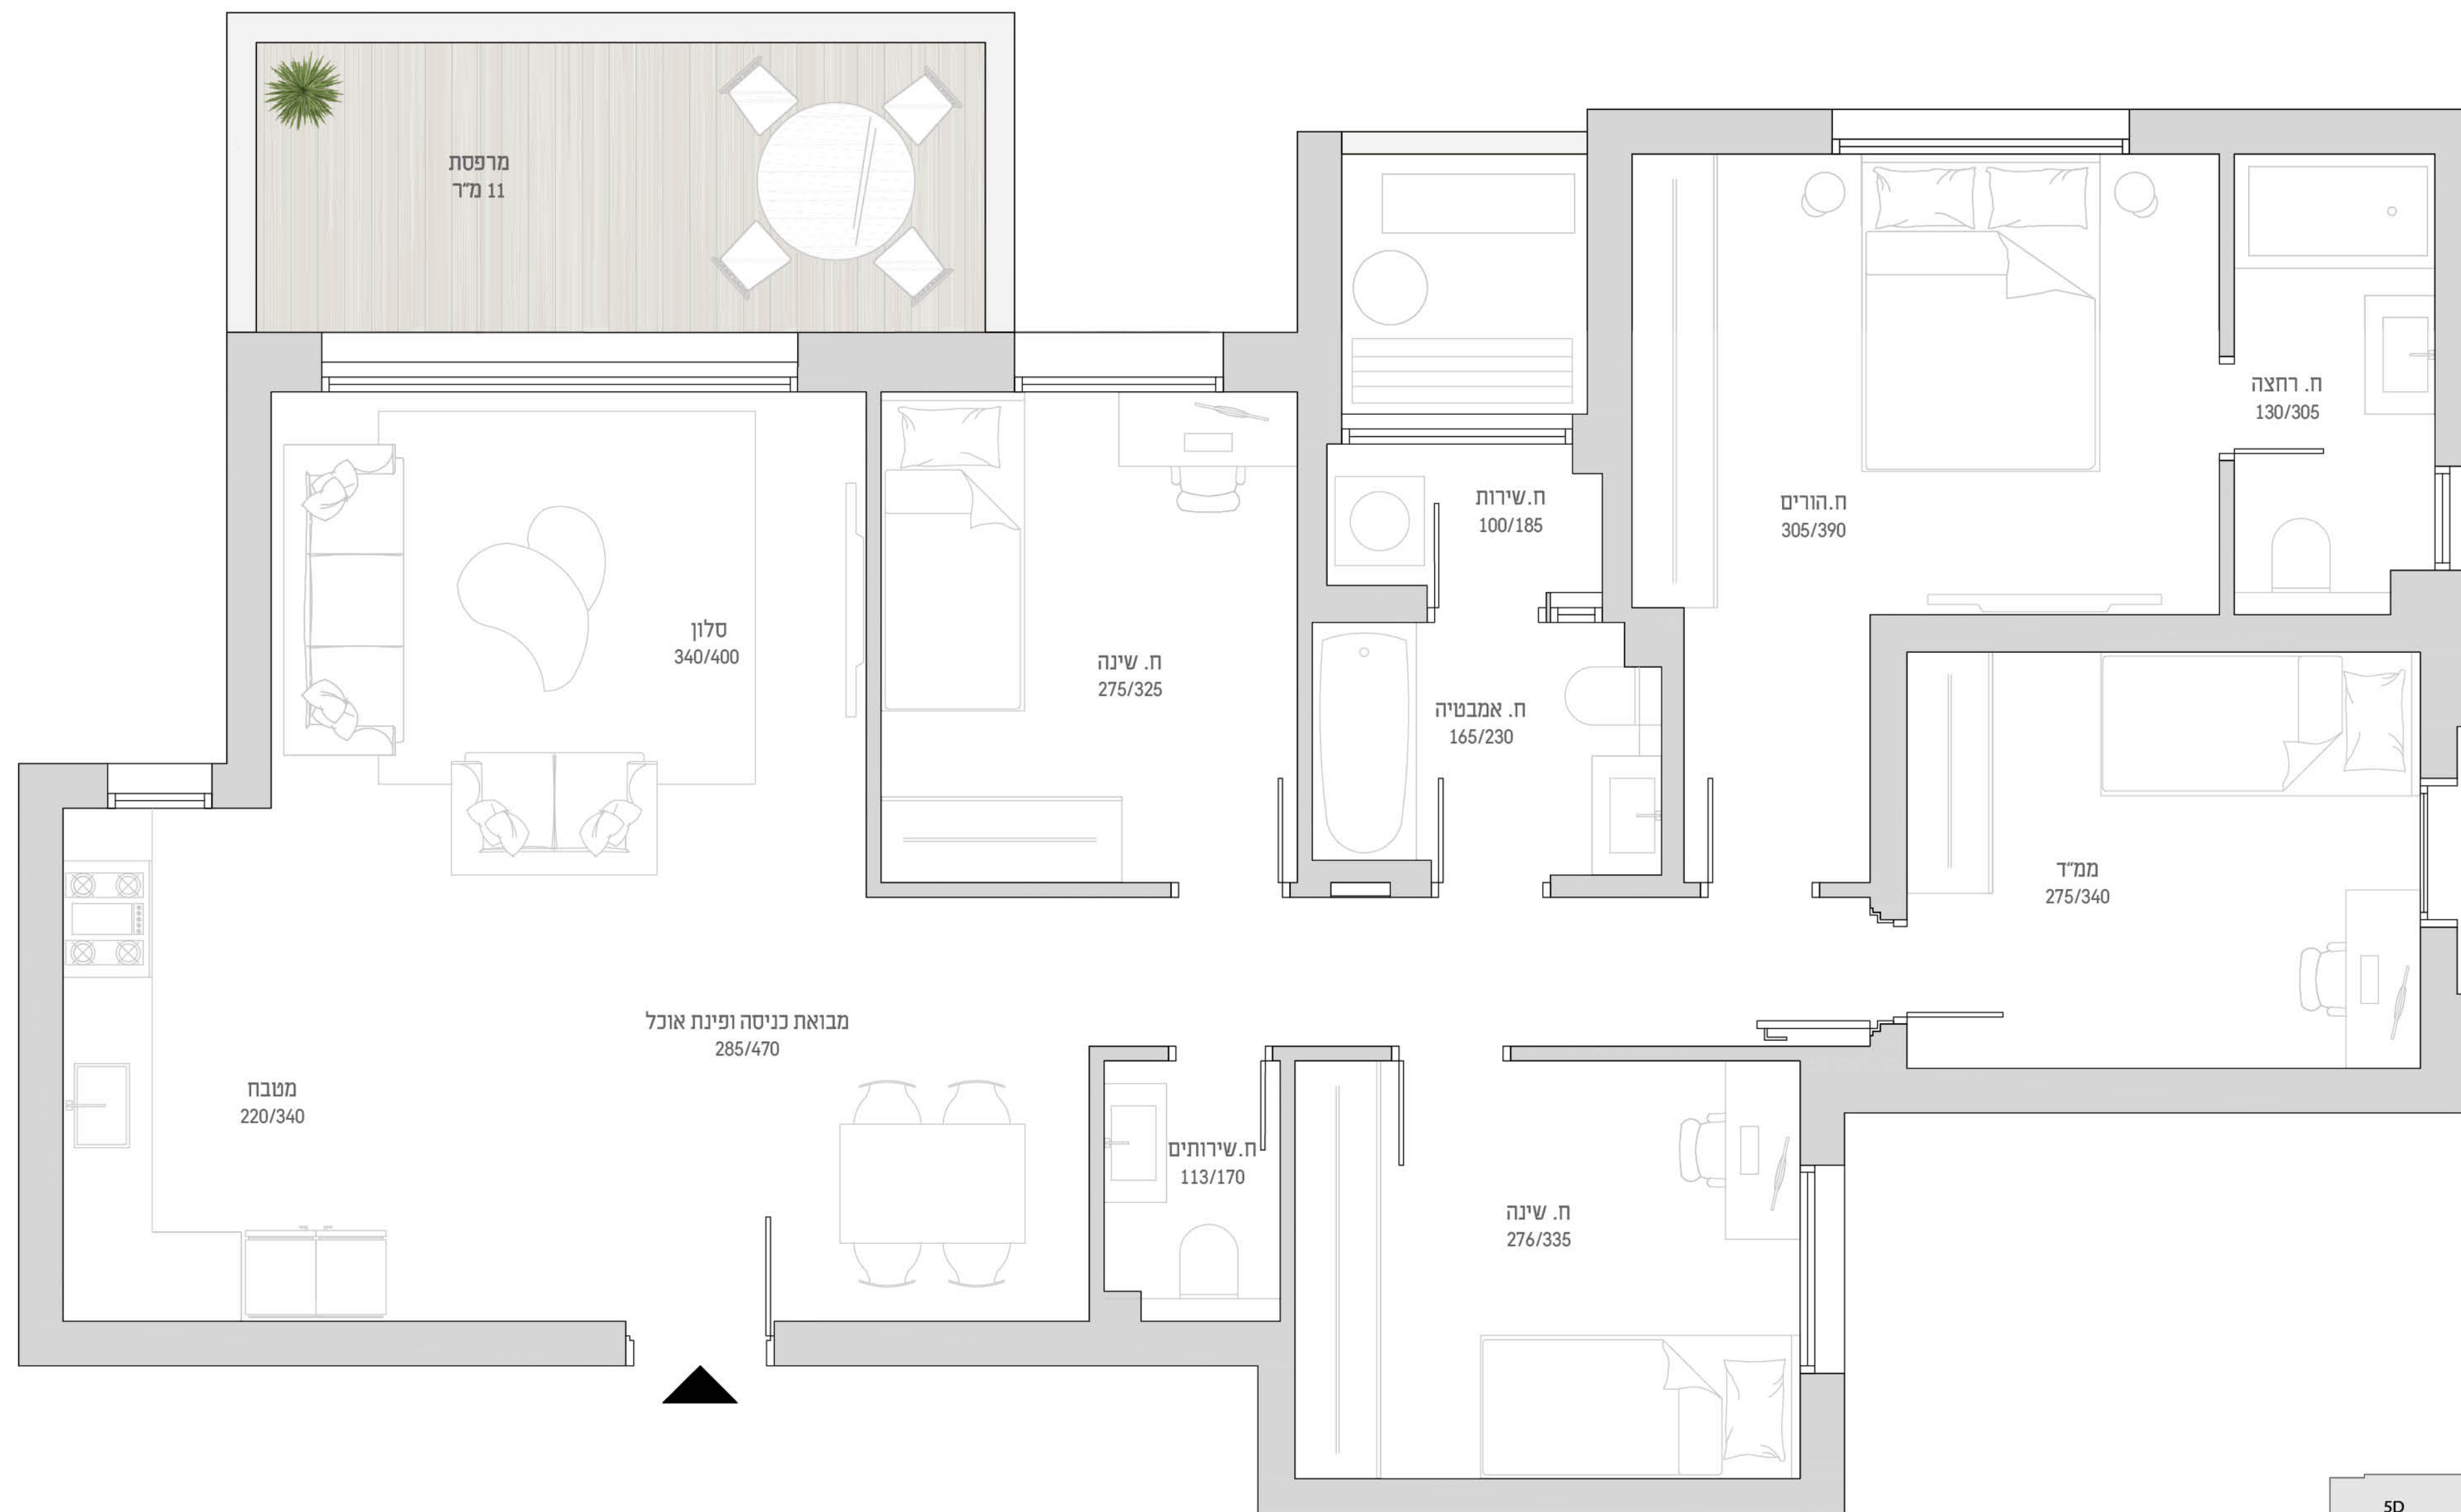 מרפסת
11 מ״ר
ח. רחצה
130/305
ח.הורים
305/390
ח.שירות
100/185
סלון
340/400
ח. שינה
275/325
ח. אמבטיה
165/230
ממ״ד
275/340
מבואת כניסה ופינת אוכל
285/470
מטבח
220/340
ח.שירותים
113/170
ח. שינה
276/335
5D